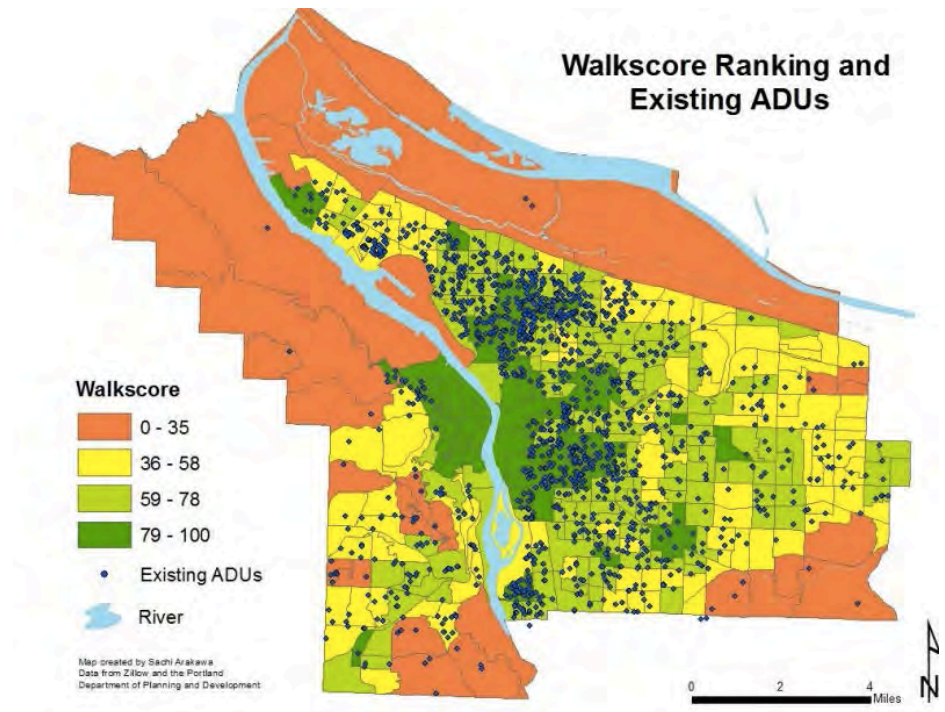 Walkscore Ranking and
Existing ADUs
Walkscore
0 - 35
36 - 58
59 - 78
79 - 100
Existing ADUs
River
Map created by Sachi Arakawa
Data from Zillow and the Portland
Department of Planning and Development
0 2 4
Miles
N